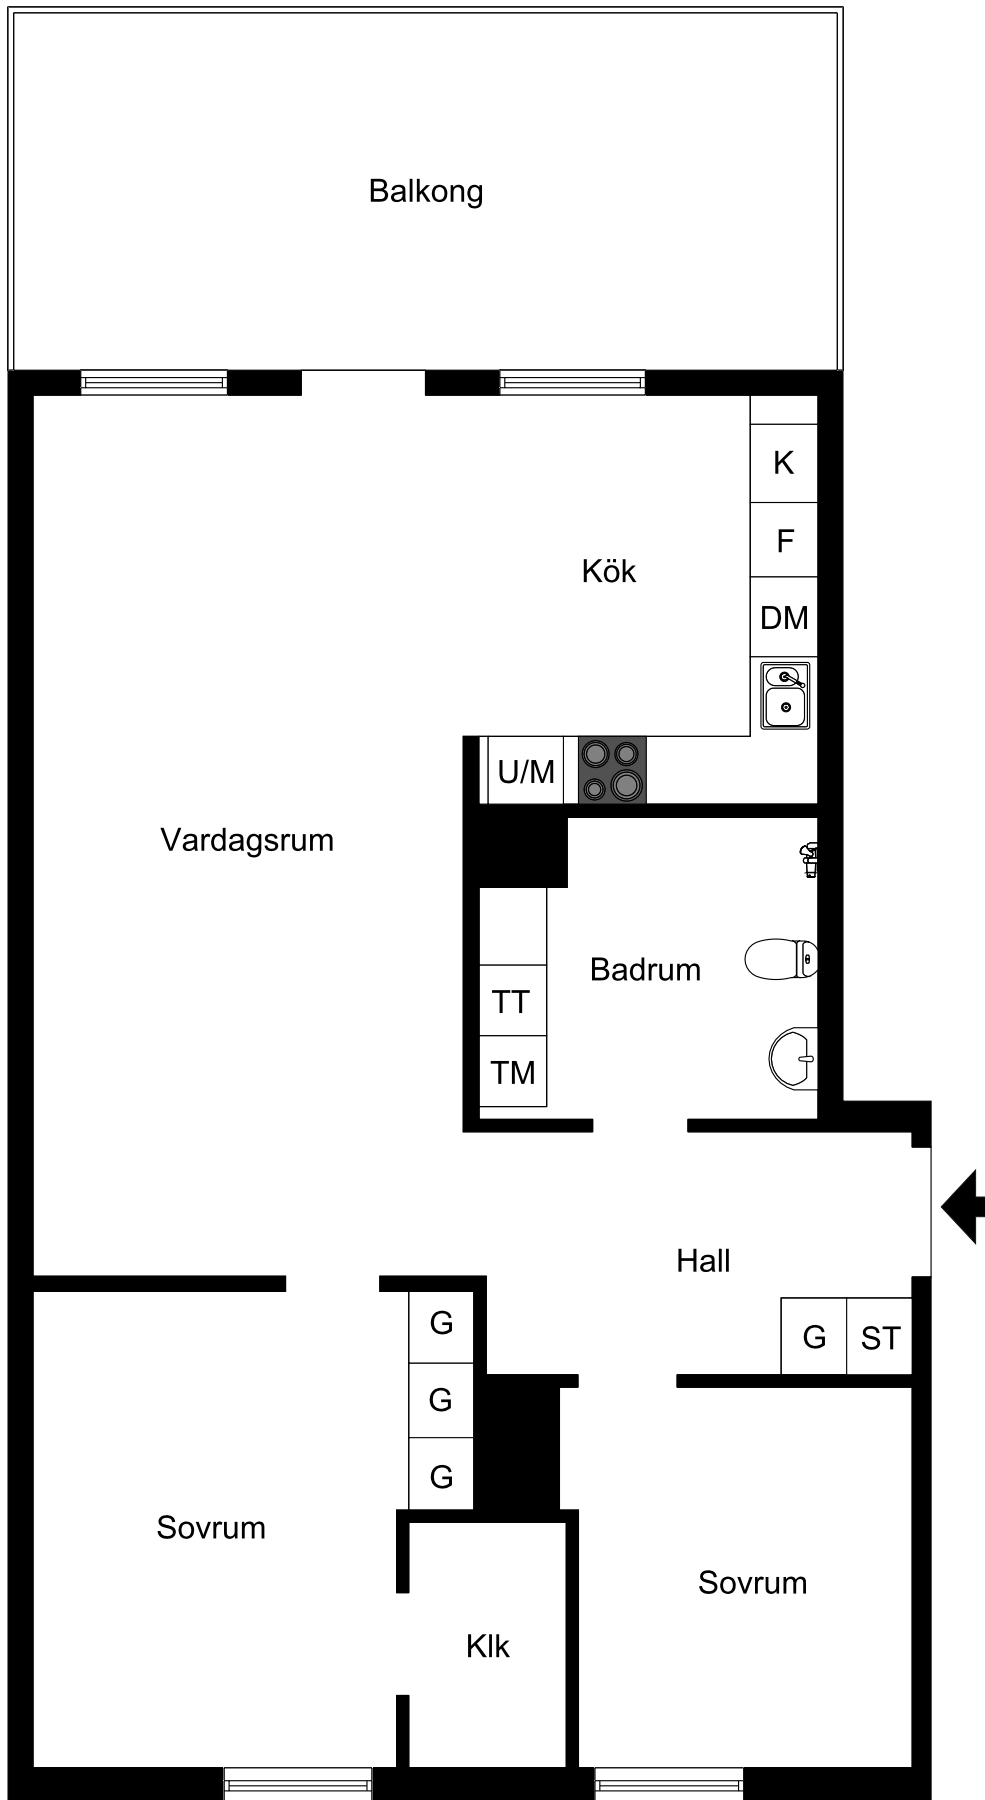 Balkong
K
F
Kök
DM
U/M
Vardagsrum
Badrum
TT
TM
Hall
G
G ST
G
G
Sovrum
Sovrum
Klk